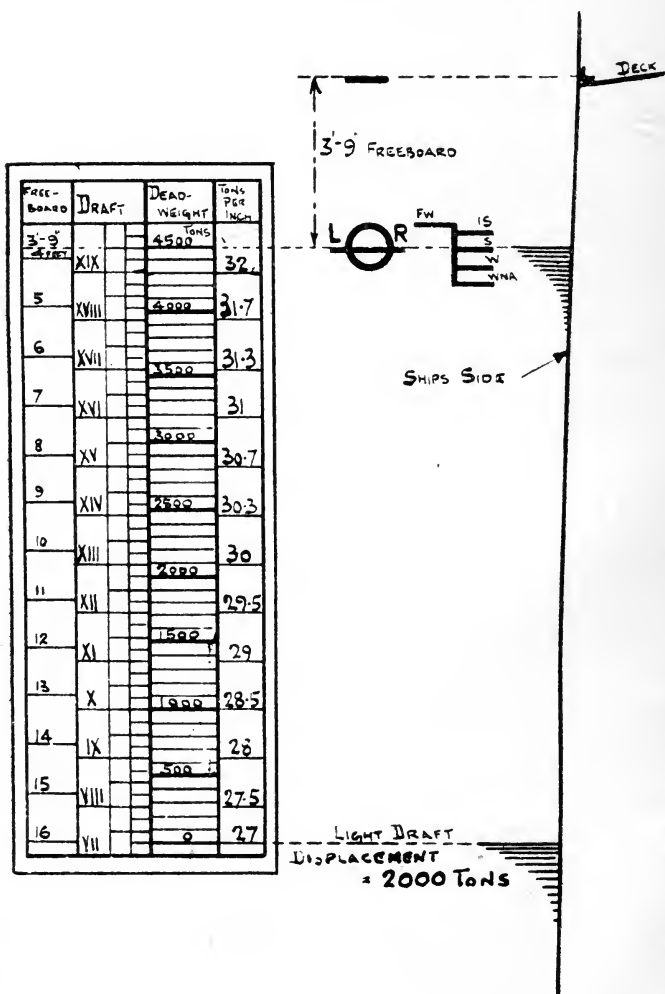 DECK
3'-9" FREEBOARD
FREE-BOARD DRAFT DEAD-WEIGHT TONS PER INCH
TONS
3'-9" 4500
4 FEET XIX 32
5 XVIII 4000 31·7
6 XVII 3500 31·3
7 XVI 31
8 XV 3000 30·7
9 XIV 2500 30·3
10 XIII 2000 30
11 XII 29·5
12 XI 1500 29
13 X 1000 28·5
14 IX 500 28
15 VIII 27·5
16 VII 0 27
L R
FW
IS
S
W
WNA
SHIPS SIDE
LIGHT DRAFT
DISPLACEMENT
= 2000 TONS